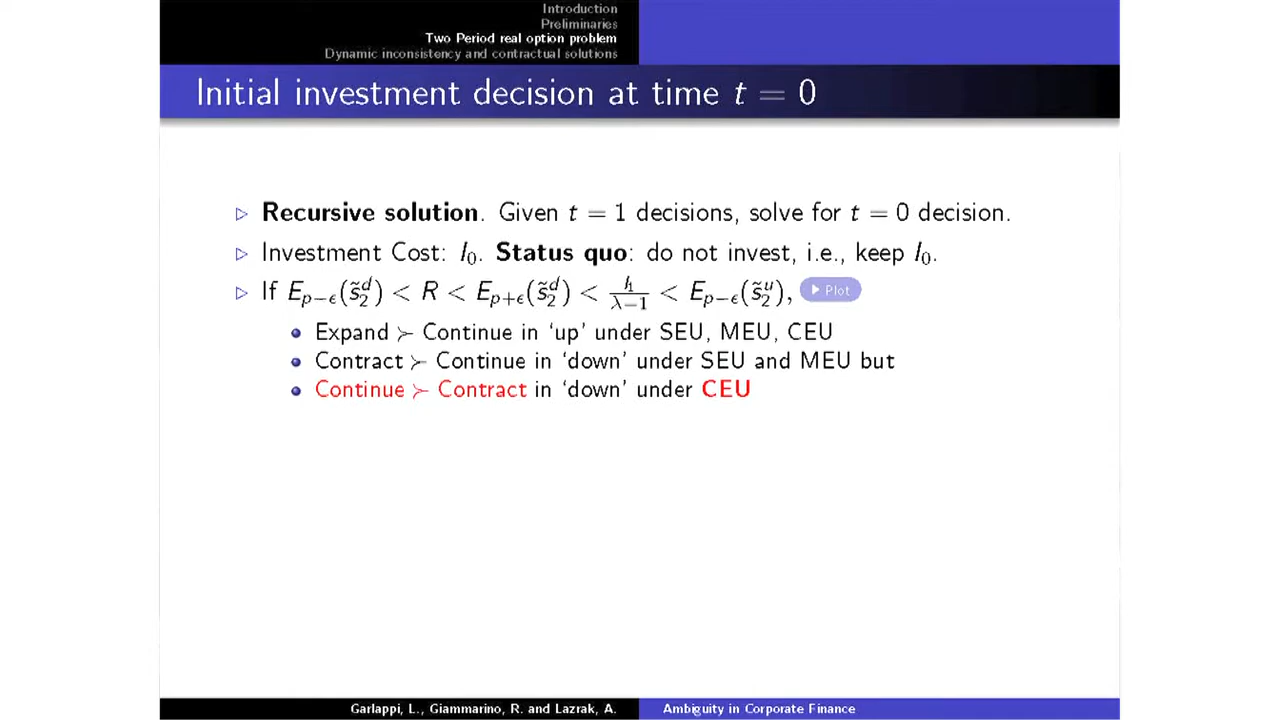 Introduction
Preliminaries
Two Period real option problem
Dynamic inconsistency and contractual solutions
Initial investment decision at time t = 0
▷ Recursive solution. Given t = 1 decisions, solve for t = 0 decision.
▷ Investment Cost: I₀. Status quo: do not invest, i.e., keep I₀.
▷ If E_{p−ϵ}(s̃₂ᵈ) < R < E_{p+ϵ}(s̃₂ᵈ) < I₁/(λ−1) < E_{p−ϵ}(s̃₂ᵘ), ▶ Plot
• Expand ≻ Continue in ‘up’ under SEU, MEU, CEU
• Contract ≻ Continue in ‘down’ under SEU and MEU but
• Continue ≻ Contract in ‘down’ under CEU
Garlappi, L., Giammarino, R. and Lazrak, A. Ambiguity in Corporate Finance